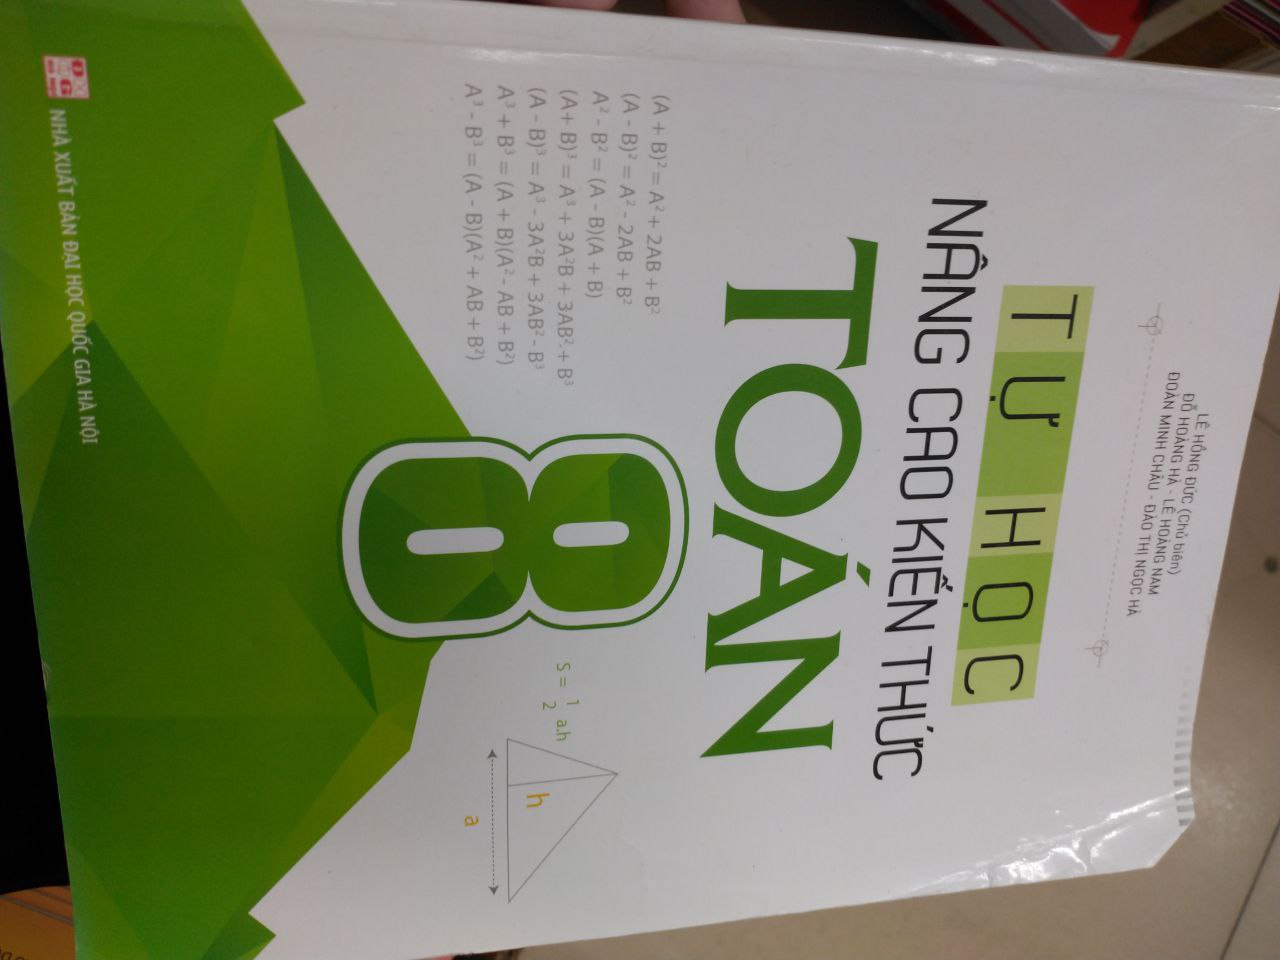 LÊ HỒNG ĐỨC (Chủ biên)
ĐỖ HOÀNG HÀ - LÊ HOÀNG NAM
ĐOÀN MINH CHÂU - ĐÀO THỊ NGỌC HÀ
TỰ HỌC
NÂNG CAO KIẾN THỨC
TOÁN
8
(A + B)² = A² + 2AB + B²
(A - B)² = A² - 2AB + B²
A² - B² = (A - B)(A + B)
(A+ B)³ = A³ + 3A²B + 3AB² + B³
(A - B)³ = A³ - 3A²B + 3AB² - B³
A³ + B³ = (A + B)(A² - AB + B²)
A³ - B³ = (A - B)(A² + AB + B²)
S = 1/2 a.h
h
a
NHÀ XUẤT BẢN ĐẠI HỌC QUỐC GIA HÀ NỘI